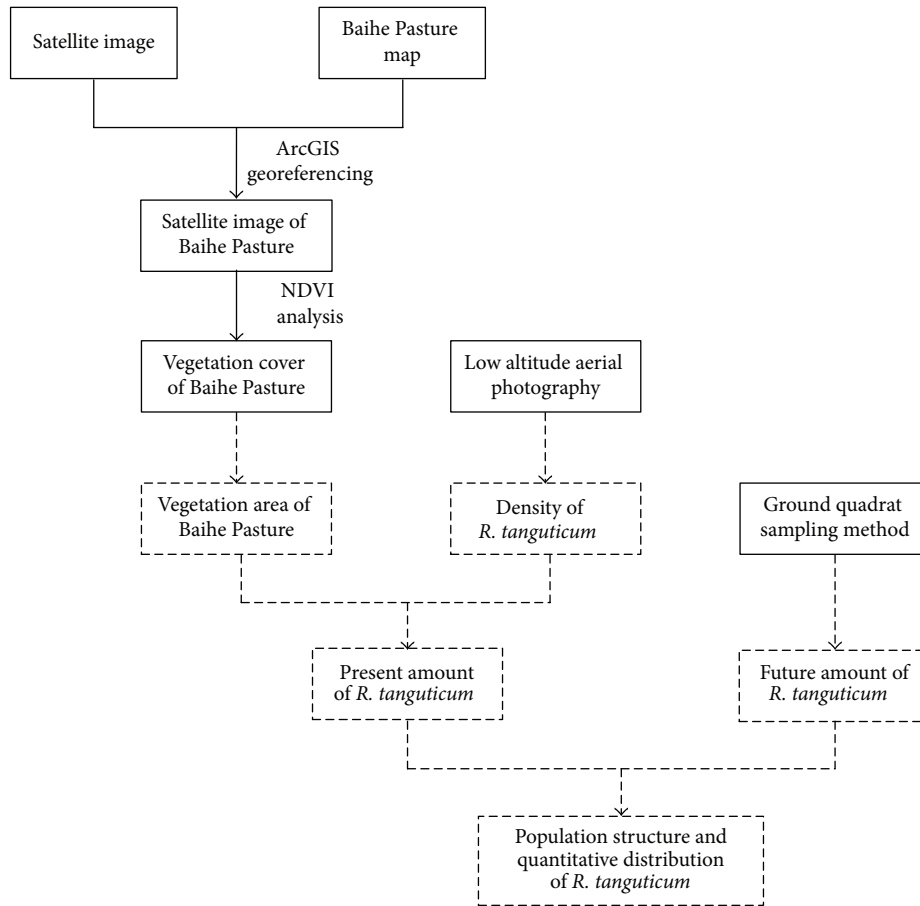 Satellite image
Baihe Pasture
map
ArcGIS
georeferencing
Satellite image of
Baihe Pasture
NDVI
analysis
Vegetation cover
of Baihe Pasture
Low altitude aerial
photography
Vegetation area of
Baihe Pasture
Density of
R. tanguticum
Ground quadrat
sampling method
Present amount
of R. tanguticum
Future amount of
R. tanguticum
Population structure and
quantitative distribution
of R. tanguticum